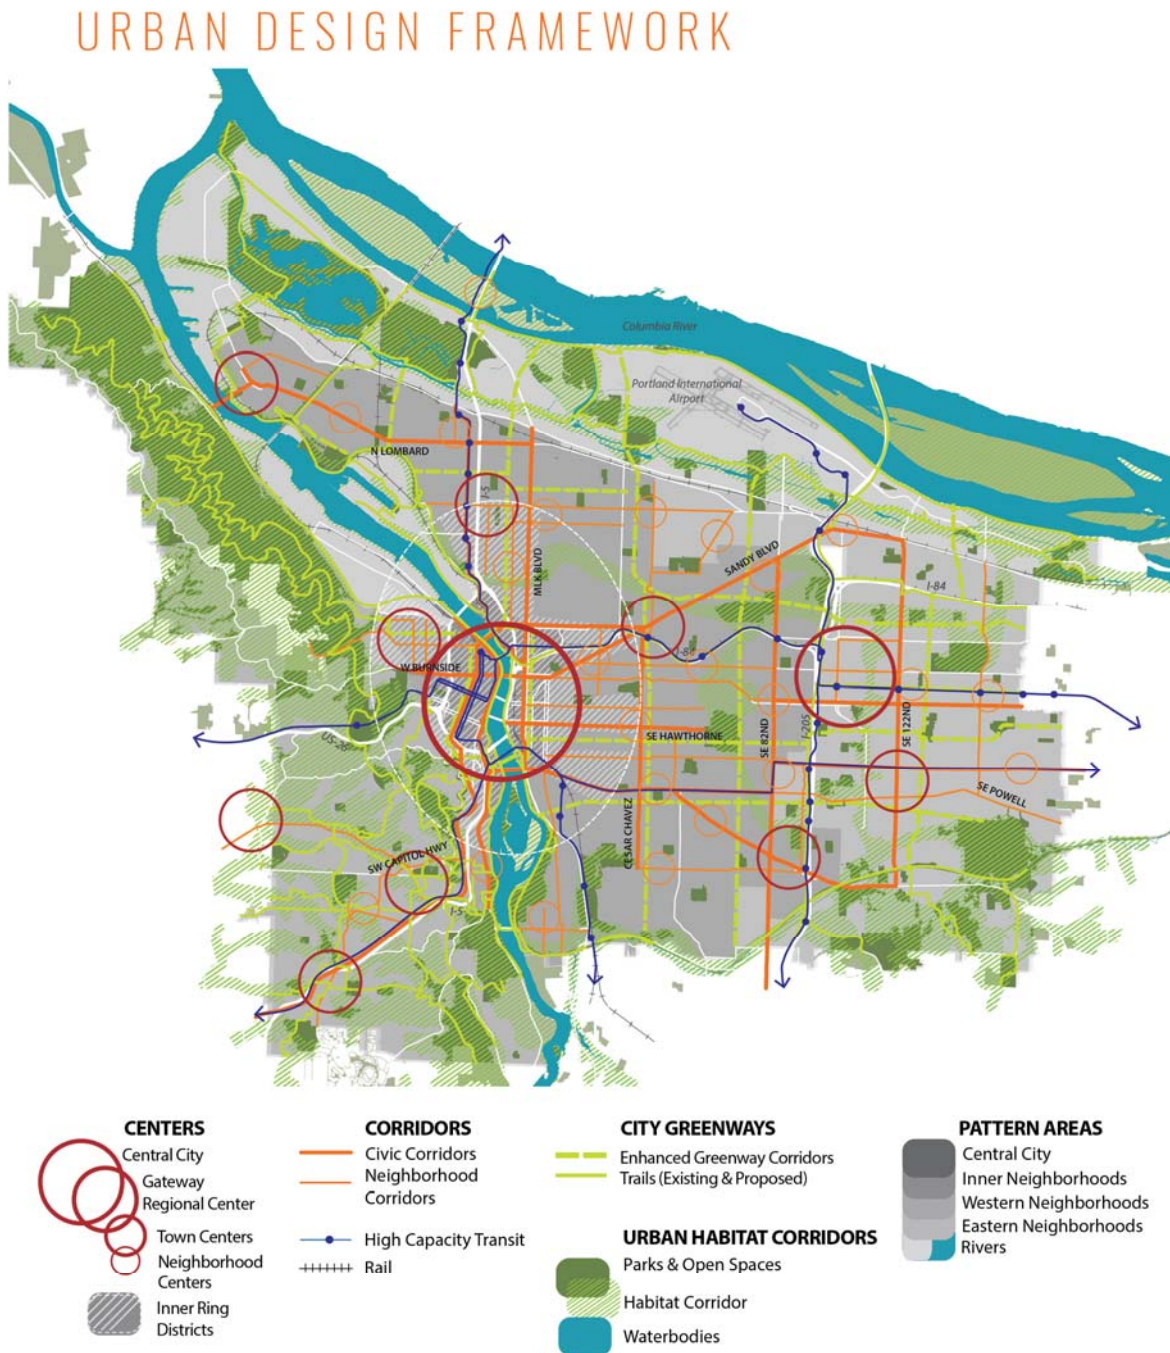 URBAN DESIGN FRAMEWORK
Columbia River
Portland International
Airport
N LOMBARD
I-5
MLK BLVD
SANDY BLVD
I-84
I-84
W BURNSIDE
US-26
SE HAWTHORNE
SE 82ND
I-205
SE 122ND
SE POWELL
CESAR CHAVEZ
SW CAPITOL HWY
I-5
CENTERS
Central City
Gateway
Regional Center
Town Centers
Neighborhood
Centers
Inner Ring
Districts
CORRIDORS
Civic Corridors
Neighborhood
Corridors
High Capacity Transit
Rail
CITY GREENWAYS
Enhanced Greenway Corridors
Trails (Existing & Proposed)
URBAN HABITAT CORRIDORS
Parks & Open Spaces
Habitat Corridor
Waterbodies
PATTERN AREAS
Central City
Inner Neighborhoods
Western Neighborhoods
Eastern Neighborhoods
Rivers